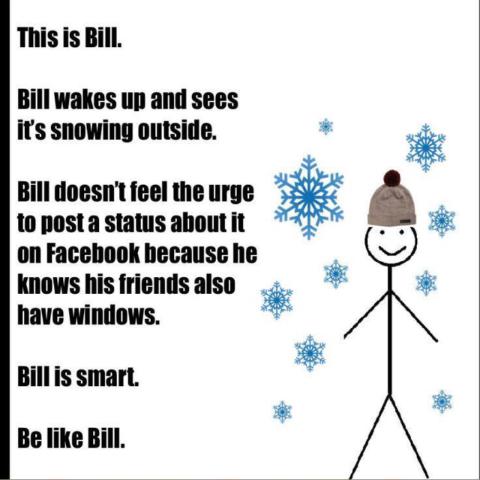 This is Bill.
Bill wakes up and sees
it's snowing outside.
Bill doesn't feel the urge
to post a status about it
on Facebook because he
knows his friends also
have windows.
Bill is smart.
Be like Bill.